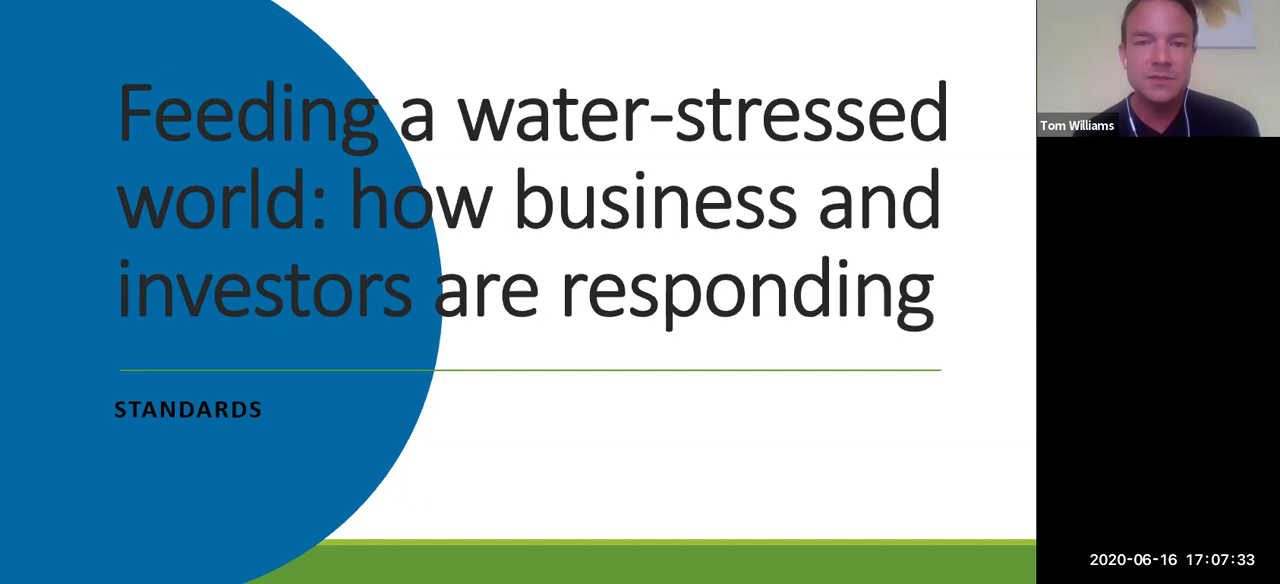 Feeding a water-stressed
world: how business and
investors are responding
STANDARDS
Tom Williams
2020-06-16 17:07:33